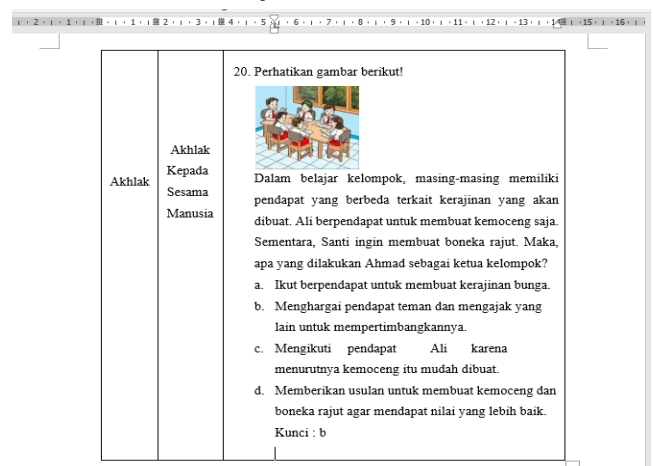 20. Perhatikan gambar berikut!
Akhlak
Akhlak
Kepada
Sesama
Manusia
Dalam belajar kelompok, masing-masing memiliki
pendapat yang berbeda terkait kerajinan yang akan
dibuat. Ali berpendapat untuk membuat kemoceng saja.
Sementara, Santi ingin membuat boneka rajut. Maka,
apa yang dilakukan Ahmad sebagai ketua kelompok?
a. Ikut berpendapat untuk membuat kerajinan bunga.
b. Menghargai pendapat teman dan mengajak yang
lain untuk mempertimbangkannya.
c. Mengikuti pendapat Ali karena
menurutnya kemoceng itu mudah dibuat.
d. Memberikan usulan untuk membuat kemoceng dan
boneka rajut agar mendapat nilai yang lebih baik.
Kunci : b